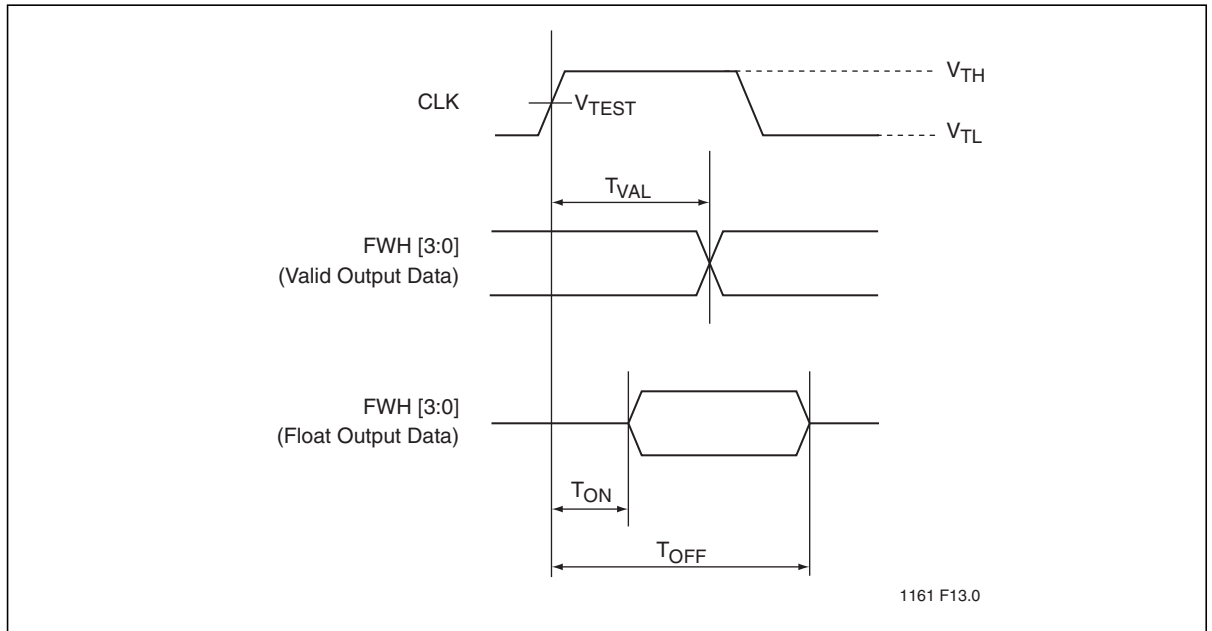 VTH
CLK
VTEST
VTL
TVAL
FWH [3:0]
(Valid Output Data)
FWH [3:0]
(Float Output Data)
TON
TOFF
1161 F13.0